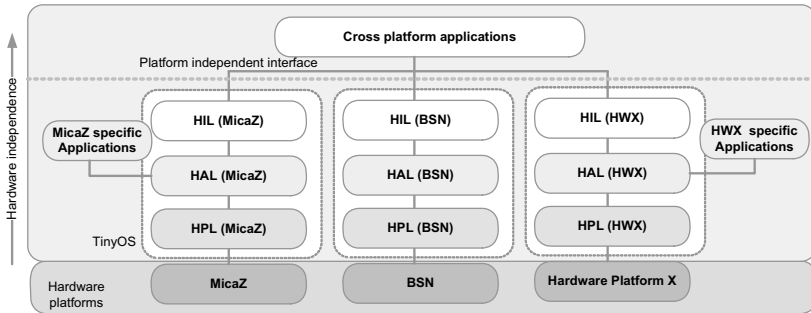 Cross platform applications
Platform independent interface
Hardware independence
HIL (MicaZ)
HIL (BSN)
HIL (HWX)
MicaZ specific
Applications
HWX specific
Applications
HAL (MicaZ)
HAL (BSN)
HAL (HWX)
HPL (MicaZ)
HPL (BSN)
HPL (HWX)
TinyOS
Hardware
platforms
MicaZ
BSN
Hardware Platform X